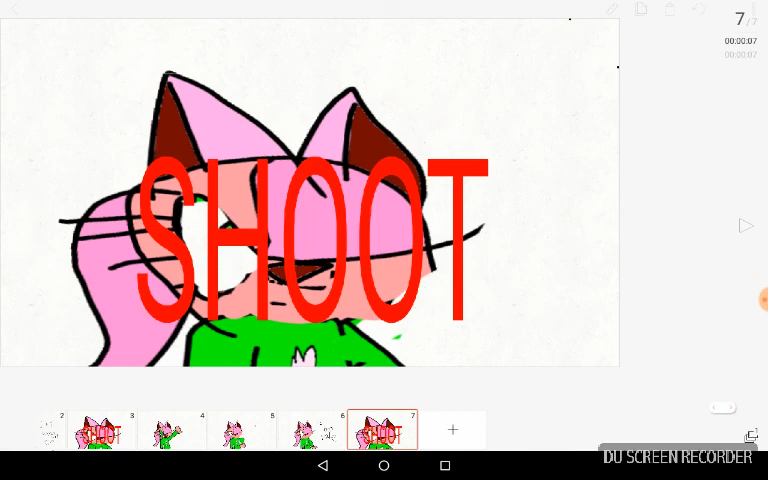 7/7
00:00:07
00:00:07
SHOOT
2
3
SHOOT
4
5
6
7
SHOOT
DU SCREEN RECORDER